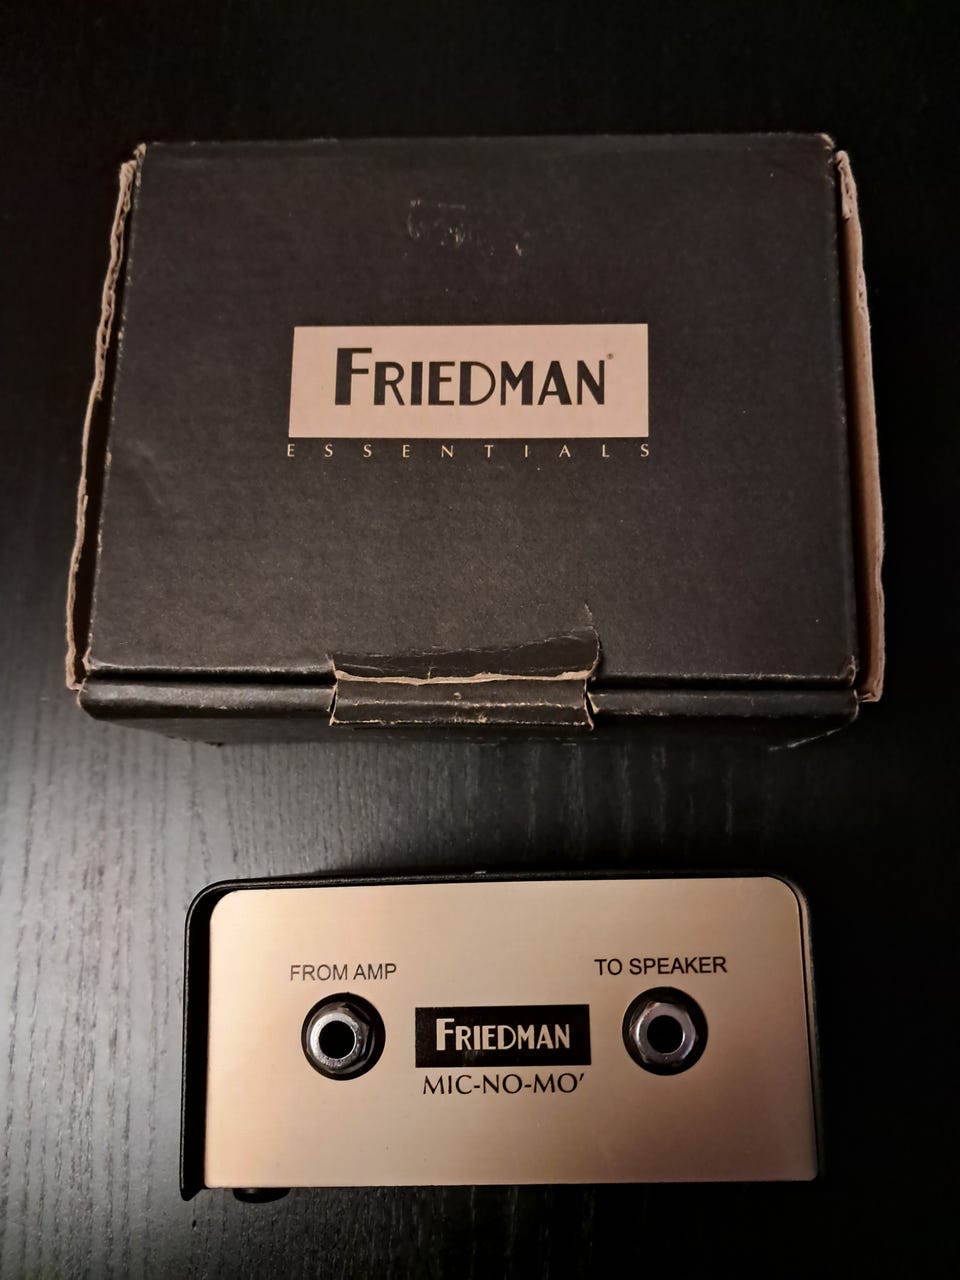 FRIEDMAN®
ESSENTIALS
FROM AMP
TO SPEAKER
FRIEDMAN
MIC-NO-MO'